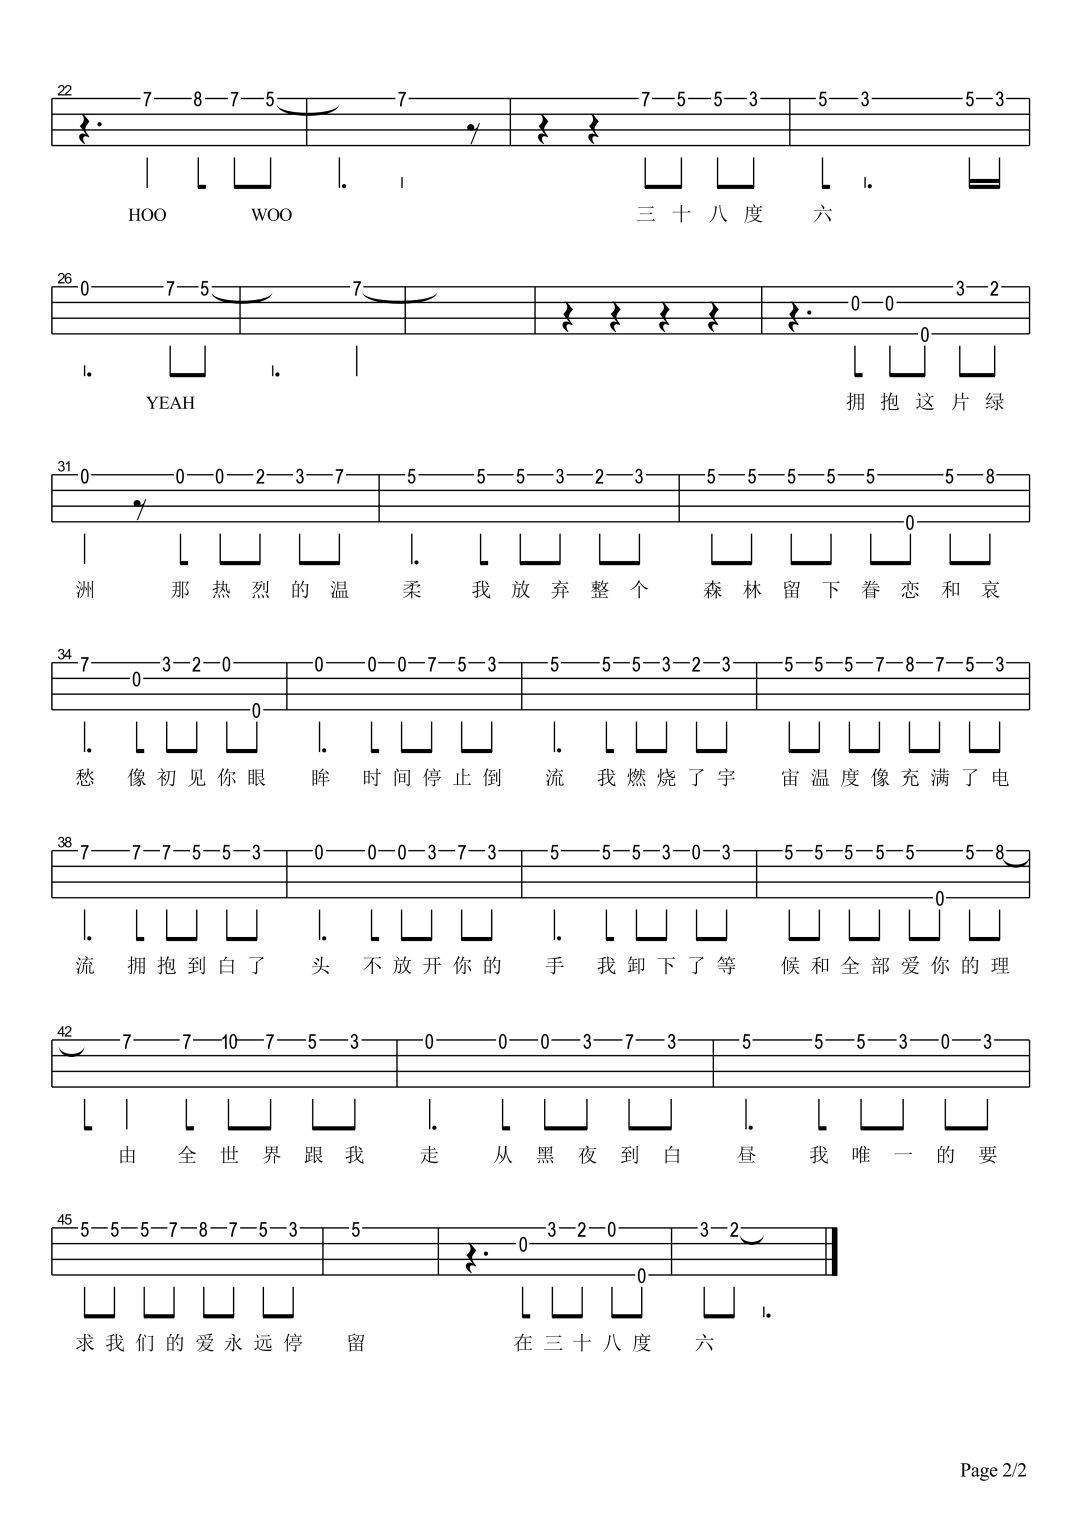 22 7 8 7 5 7 7 5 5 3 5 3 5 3
HOO WOO 三 十 八 度 六
26 0 7 5 7 0 0 0 3 2
YEAH 拥 抱 这 片 绿
31 0 0 0 2 3 7 5 5 5 3 2 3 5 5 5 5 5 0 5 8
洲 那 热 烈 的 温 柔 我 放 弃 整 个 森 林 留 下 眷 恋 和 哀
34 7 0 3 2 0 0 0 0 0 7 5 3 5 5 5 3 2 3 5 5 5 7 8 7 5 3
愁 像 初 见 你 眼 眸 时 间 停 止 倒 流 我 燃 烧 了 宇 宙 温 度 像 充 满 了 电
38 7 7 7 5 5 3 0 0 0 3 7 3 5 5 5 3 0 3 5 5 5 5 5 0 5 8
流 拥 抱 到 白 了 头 不 放 开 你 的 手 我 卸 下 了 等 候 和 全 部 爱 你 的 理
42 7 7 10 7 5 3 0 0 0 3 7 3 5 5 5 3 0 3
由 全 世 界 跟 我 走 从 黑 夜 到 白 昼 我 唯 一 的 要
45 5 5 5 7 8 7 5 3 5 0 3 2 0 0 3 2
求 我 们 的 爱 永 远 停 留 在 三 十 八 度 六
Page 2/2